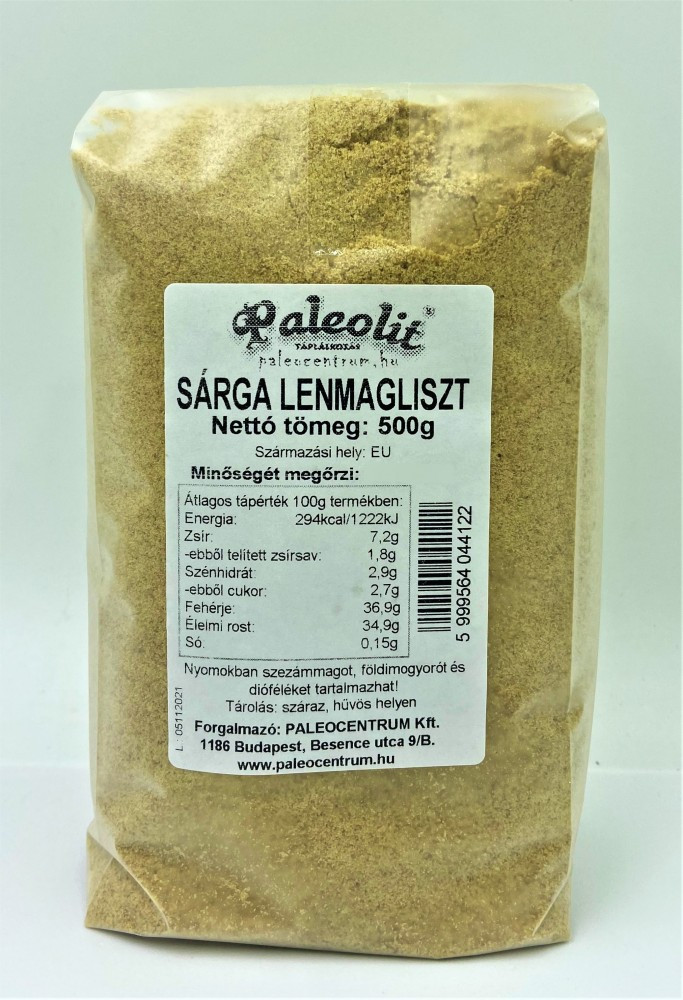 Paleolit®
TÁPLÁLKOZÁS
paleocentrum.hu
SÁRGA LENMAGLISZT
Nettó tömeg: 500g
Származási hely: EU
Minőségét megőrzi:
Átlagos tápérték 100g termékben:
Energia: 294kcal/1222kJ
Zsír: 7,2g
-ebből telített zsírsav: 1,8g
Szénhidrát: 2,9g
-ebből cukor: 2,7g
Fehérje: 36,9g
Élelmi rost: 34,9g
Só: 0,15g
5 999564 044122
Nyomokban szezámmagot, földimogyorót és
dióféléket tartalmazhat!
Tárolás: száraz, hűvös helyen
L : 05112021
Forgalmazó: PALEOCENTRUM Kft.
1186 Budapest, Besence utca 9/B.
www.paleocentrum.hu